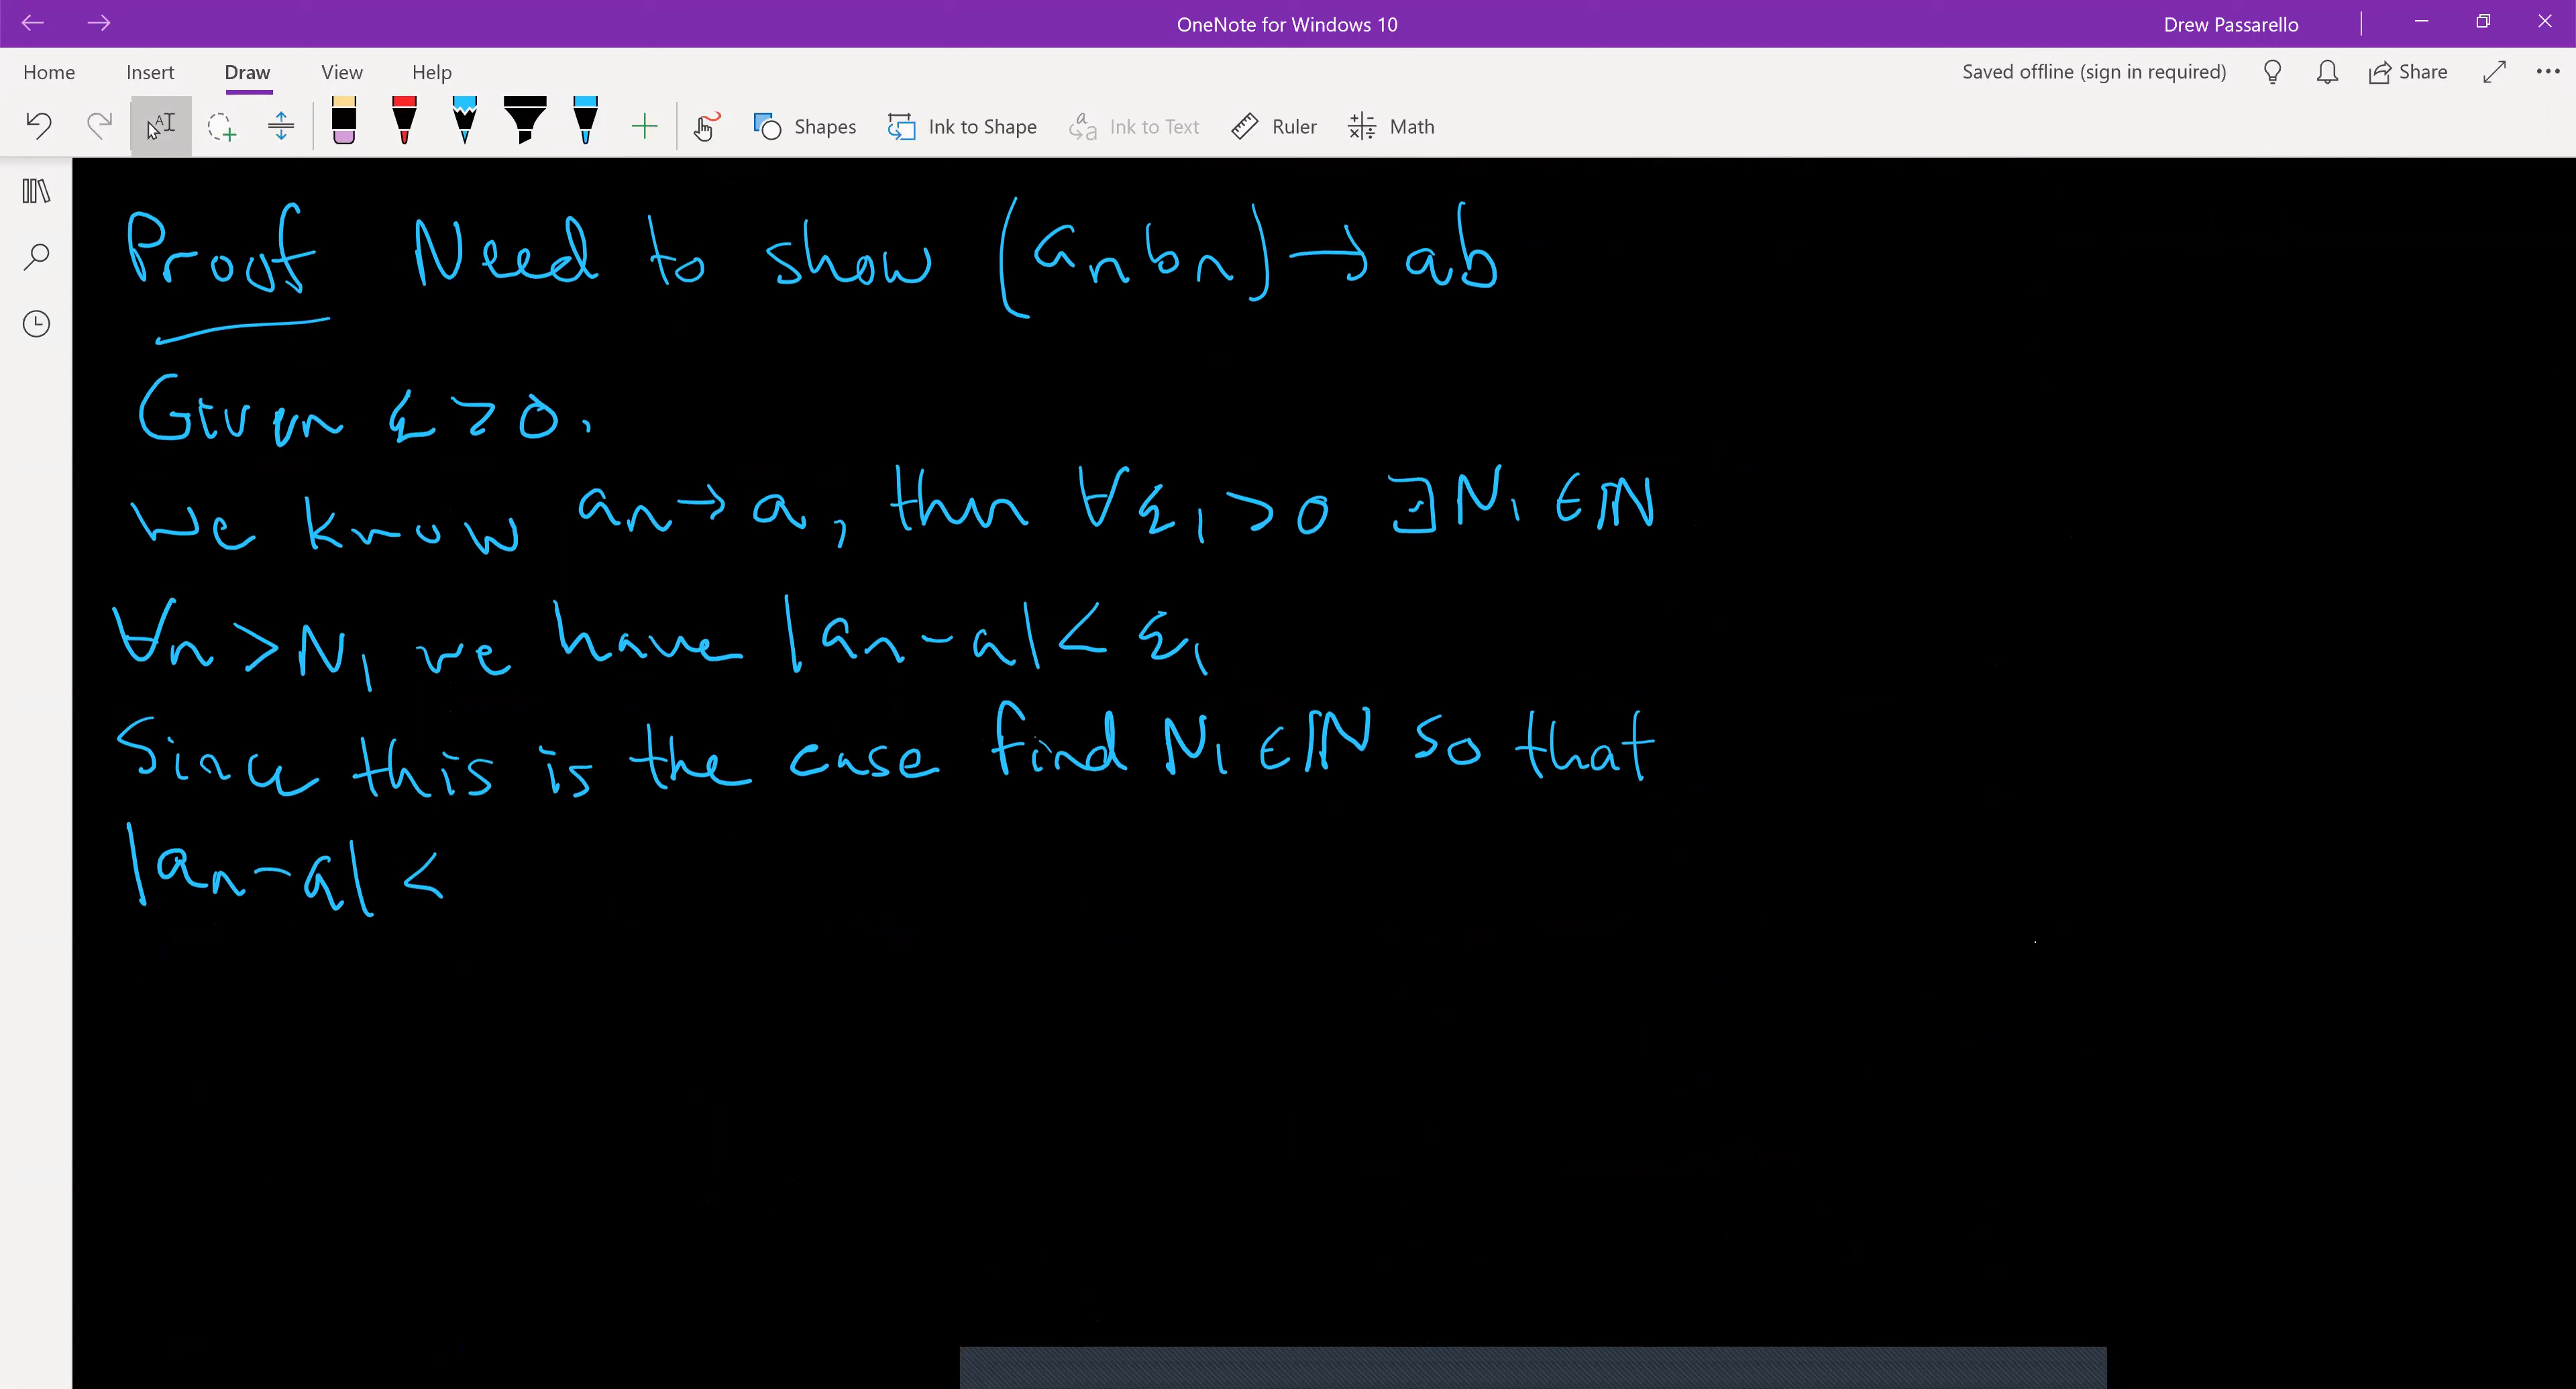 OneNote for Windows 10
Drew Passarello
Home Insert Draw View Help
Saved offline (sign in required) Share
Shapes Ink to Shape Ink to Text Ruler Math
Proof Need to show (aₙbₙ) → ab
Given ε > 0.
We know aₙ → a, then ∀ε₁ > 0 ∃N₁ ∈ ℕ
∀n > N₁ we have |aₙ - a| < ε₁
Since this is the case find N₁ ∈ ℕ so that
|aₙ - a| <